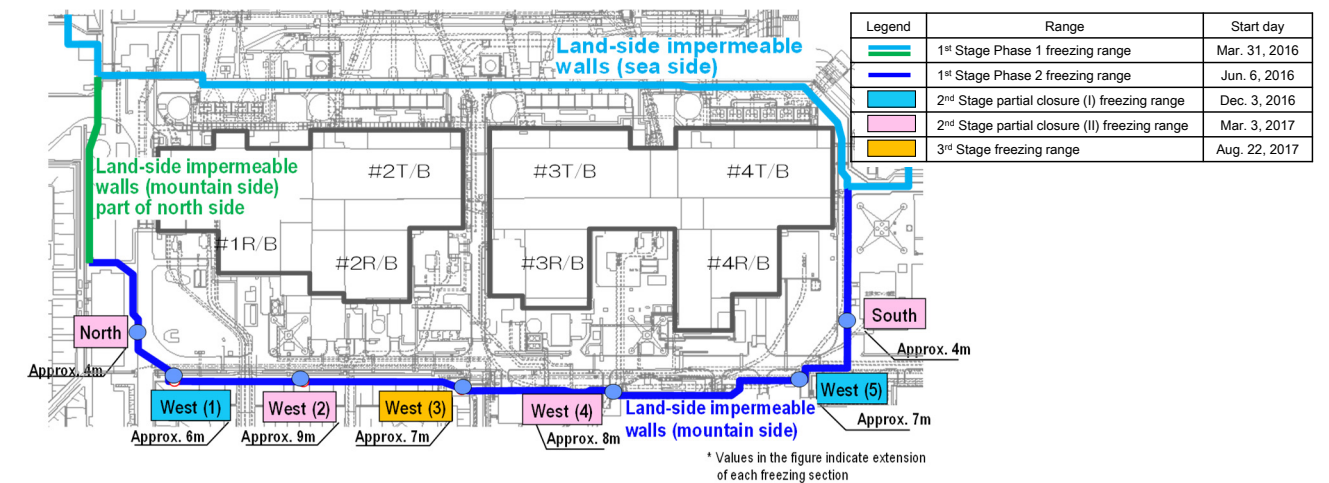 Land-side impermeable
walls (sea side)
Legend Range Start day
1st Stage Phase 1 freezing range Mar. 31, 2016
1st Stage Phase 2 freezing range Jun. 6, 2016
2nd Stage partial closure (I) freezing range Dec. 3, 2016
2nd Stage partial closure (II) freezing range Mar. 3, 2017
3rd Stage freezing range Aug. 22, 2017
Land-side impermeable
walls (mountain side)
part of north side
#2T/B
#3T/B
#4T/B
#1R/B
#2R/B
#3R/B
#4R/B
North
Approx. 4m
South
Approx. 4m
West (1)
Approx. 6m
West (2)
Approx. 9m
West (3)
Approx. 7m
West (4)
Approx. 8m
West (5)
Approx. 7m
Land-side impermeable
walls (mountain side)
* Values in the figure indicate extension
of each freezing section